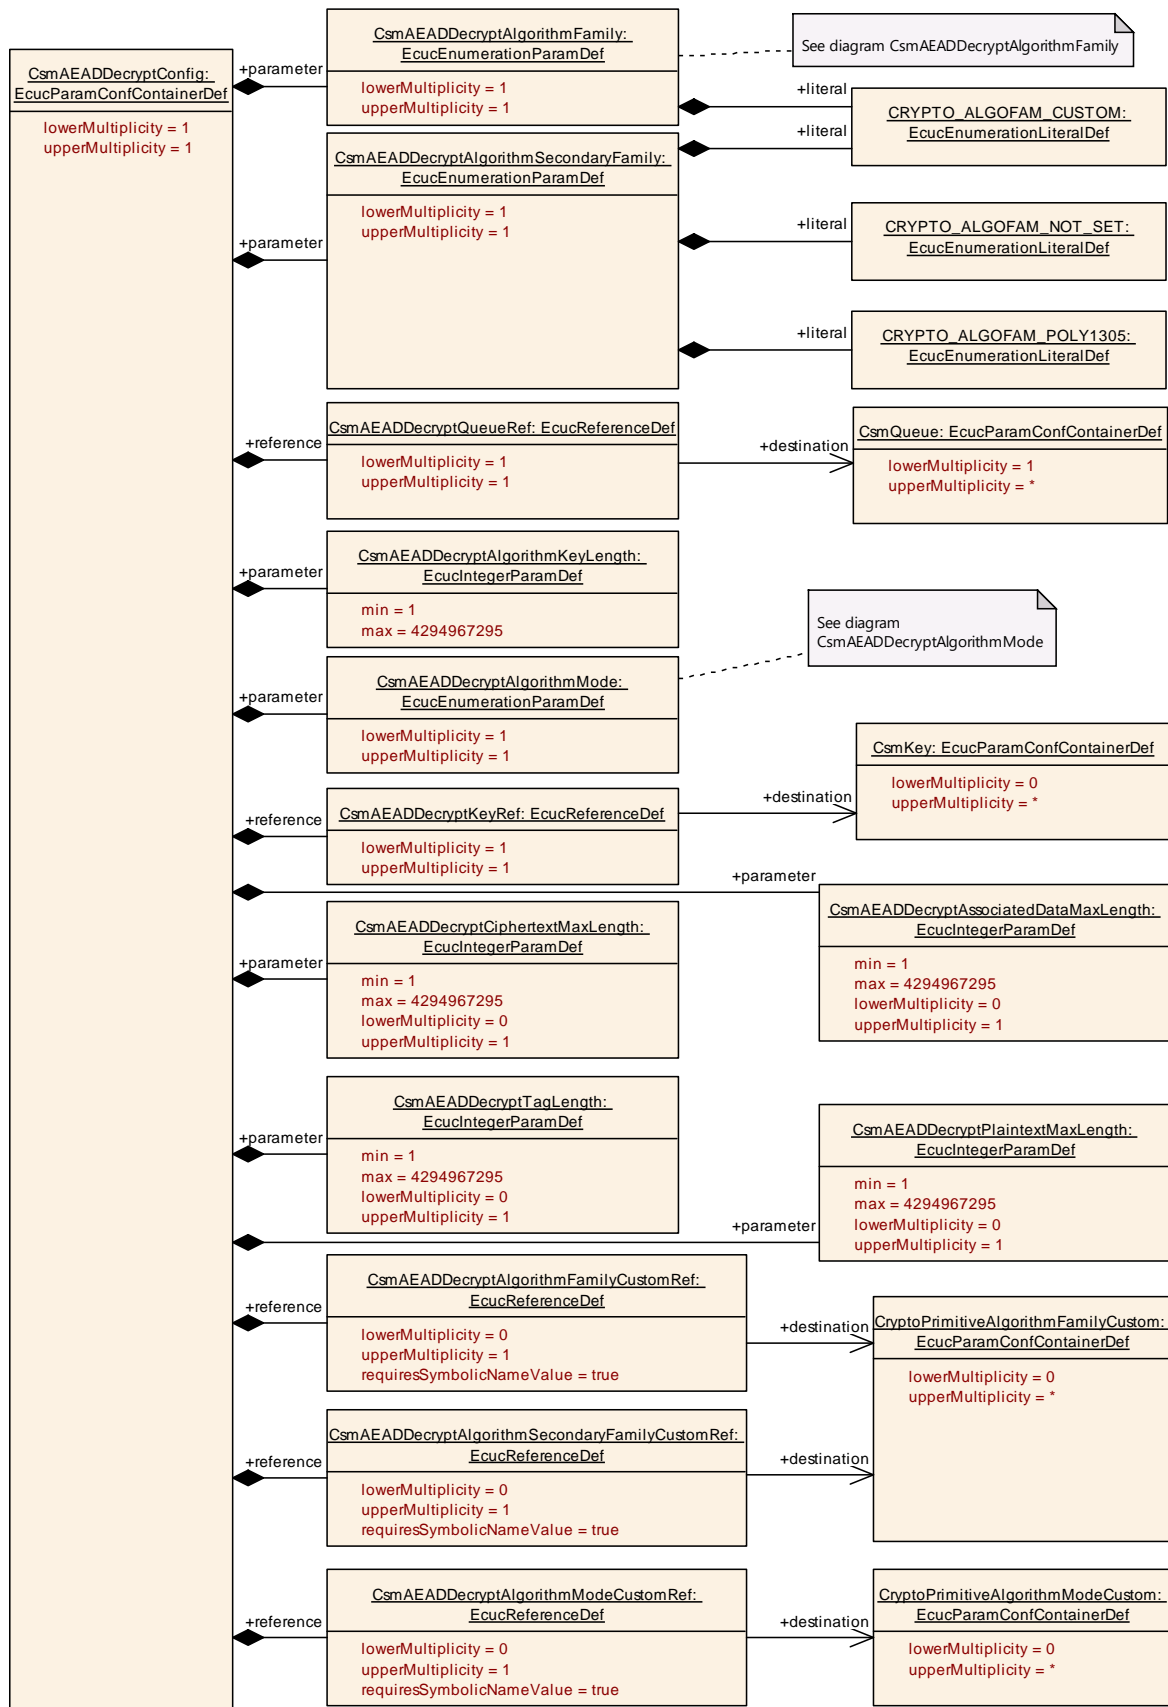 CsmAEADDecryptConfig:
EcucParamConfContainerDef
lowerMultiplicity = 1
upperMultiplicity = 1
+parameter
CsmAEADDecryptAlgorithmFamily:
EcucEnumerationParamDef
lowerMultiplicity = 1
upperMultiplicity = 1
See diagram CsmAEADDecryptAlgorithmFamily
+literal
CRYPTO_ALGOFAM_CUSTOM:
EcucEnumerationLiteralDef
+literal
+parameter
CsmAEADDecryptAlgorithmSecondaryFamily:
EcucEnumerationParamDef
lowerMultiplicity = 1
upperMultiplicity = 1
+literal
CRYPTO_ALGOFAM_NOT_SET:
EcucEnumerationLiteralDef
+literal
CRYPTO_ALGOFAM_POLY1305:
EcucEnumerationLiteralDef
+reference
CsmAEADDecryptQueueRef: EcucReferenceDef
lowerMultiplicity = 1
upperMultiplicity = 1
+destination
CsmQueue: EcucParamConfContainerDef
lowerMultiplicity = 1
upperMultiplicity = *
+parameter
CsmAEADDecryptAlgorithmKeyLength:
EcucIntegerParamDef
min = 1
max = 4294967295
See diagram
CsmAEADDecryptAlgorithmMode
+parameter
CsmAEADDecryptAlgorithmMode:
EcucEnumerationParamDef
lowerMultiplicity = 1
upperMultiplicity = 1
+reference
CsmAEADDecryptKeyRef: EcucReferenceDef
lowerMultiplicity = 1
upperMultiplicity = 1
+destination
CsmKey: EcucParamConfContainerDef
lowerMultiplicity = 0
upperMultiplicity = *
+parameter
CsmAEADDecryptAssociatedDataMaxLength:
EcucIntegerParamDef
min = 1
max = 4294967295
lowerMultiplicity = 0
upperMultiplicity = 1
+parameter
CsmAEADDecryptCiphertextMaxLength:
EcucIntegerParamDef
min = 1
max = 4294967295
lowerMultiplicity = 0
upperMultiplicity = 1
+parameter
CsmAEADDecryptTagLength:
EcucIntegerParamDef
min = 1
max = 4294967295
lowerMultiplicity = 0
upperMultiplicity = 1
+parameter
CsmAEADDecryptPlaintextMaxLength:
EcucIntegerParamDef
min = 1
max = 4294967295
lowerMultiplicity = 0
upperMultiplicity = 1
+reference
CsmAEADDecryptAlgorithmFamilyCustomRef:
EcucReferenceDef
lowerMultiplicity = 0
upperMultiplicity = 1
requiresSymbolicNameValue = true
+destination
CryptoPrimitiveAlgorithmFamilyCustom:
EcucParamConfContainerDef
lowerMultiplicity = 0
upperMultiplicity = *
+reference
CsmAEADDecryptAlgorithmSecondaryFamilyCustomRef:
EcucReferenceDef
lowerMultiplicity = 0
upperMultiplicity = 1
requiresSymbolicNameValue = true
+destination
+reference
CsmAEADDecryptAlgorithmModeCustomRef:
EcucReferenceDef
lowerMultiplicity = 0
upperMultiplicity = 1
requiresSymbolicNameValue = true
+destination
CryptoPrimitiveAlgorithmModeCustom:
EcucParamConfContainerDef
lowerMultiplicity = 0
upperMultiplicity = *